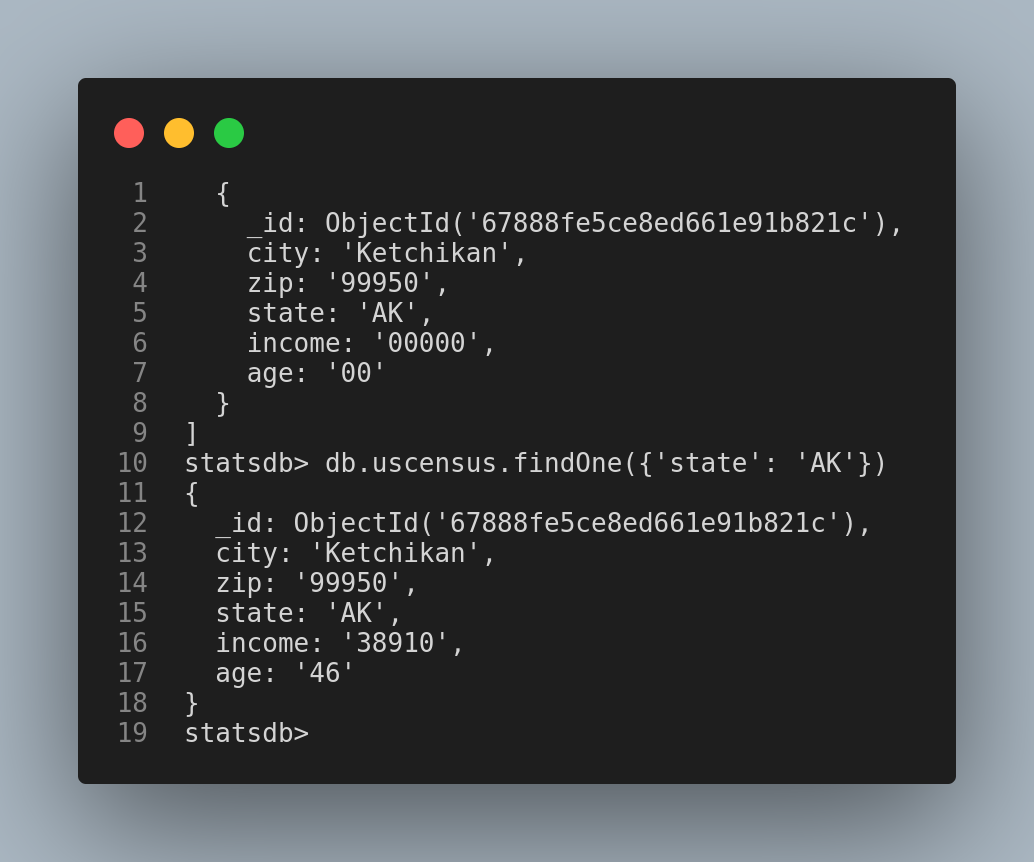 1 {
2 _id: ObjectId('67888fe5ce8ed661e91b821c'),
3 city: 'Ketchikan',
4 zip: '99950',
5 state: 'AK',
6 income: '00000',
7 age: '00'
8 }
9 ]
10 statsdb> db.uscensus.findOne({'state': 'AK'})
11 {
12 _id: ObjectId('67888fe5ce8ed661e91b821c'),
13 city: 'Ketchikan',
14 zip: '99950',
15 state: 'AK',
16 income: '38910',
17 age: '46'
18 }
19 statsdb>